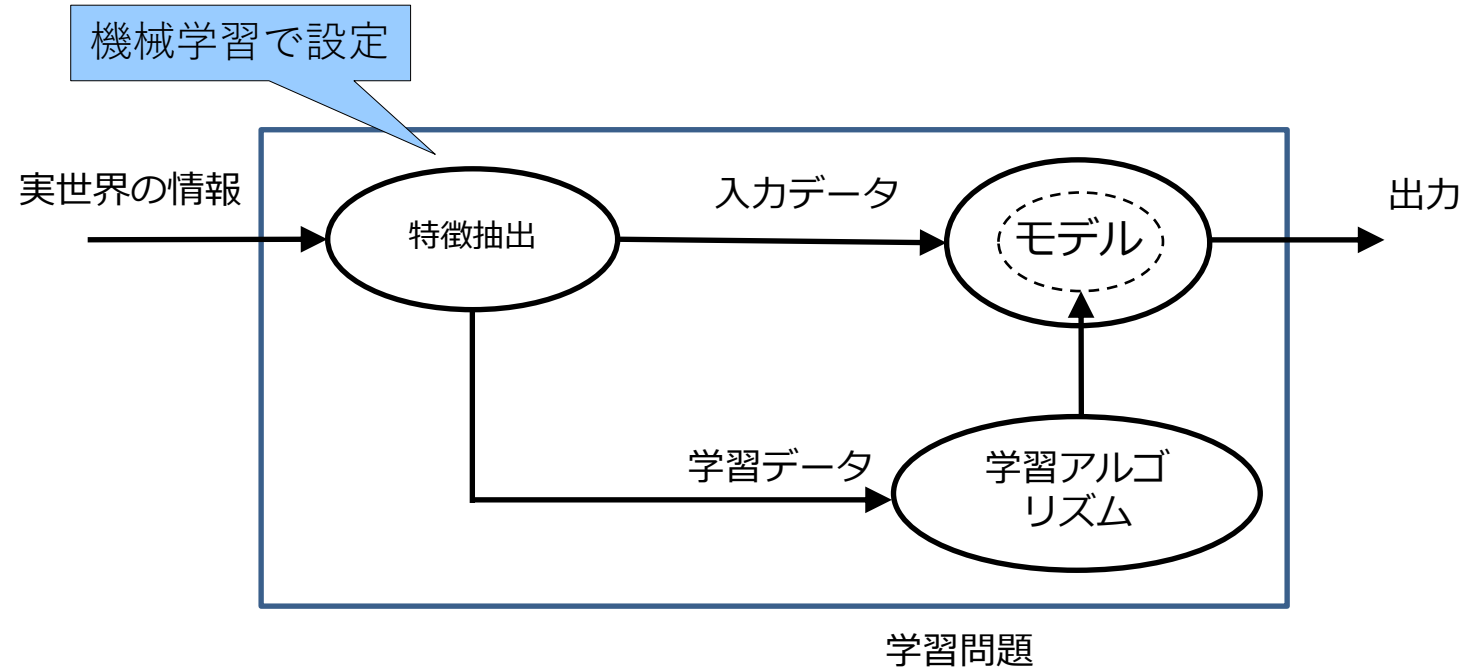 機械学習で設定
実世界の情報
特徴抽出
入力データ
モデル
出力
学習データ
学習アルゴ
リズム
学習問題